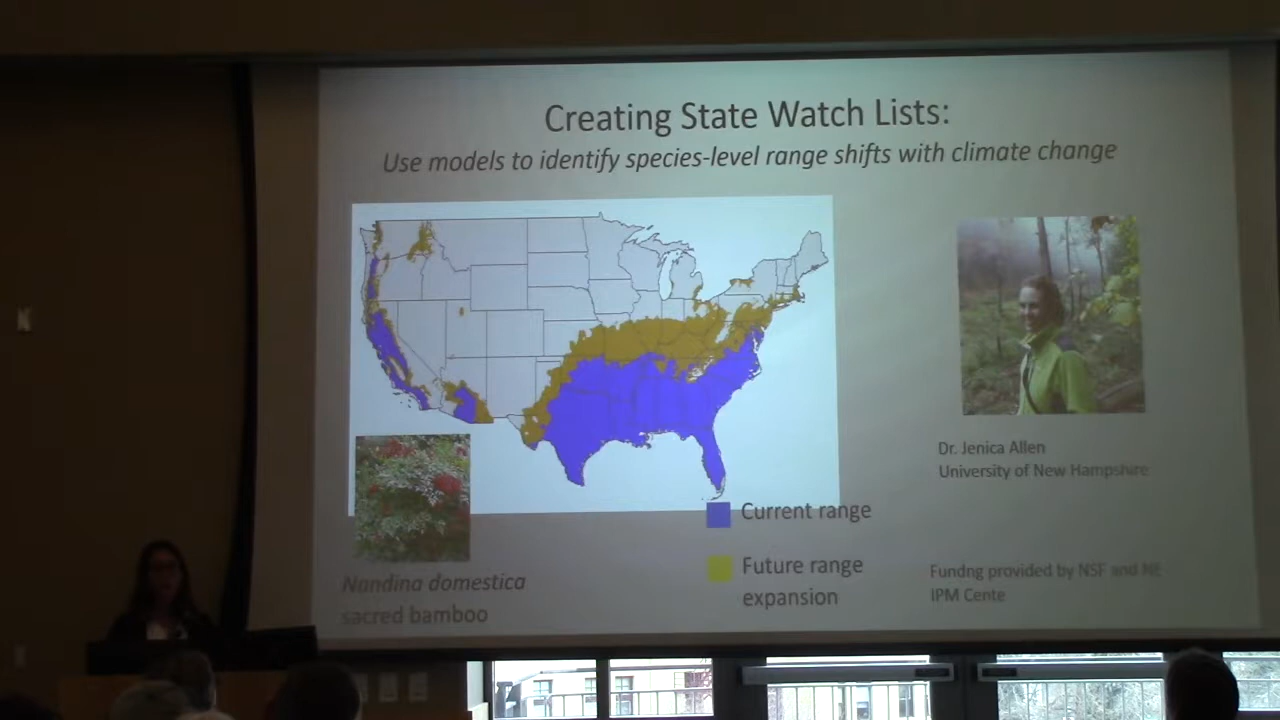 Creating State Watch Lists:
Use models to identify species-level range shifts with climate change
Dr. Jenica Allen
University of New Hampshire
Current range
Future range
expansion
Nandina domestica
sacred bamboo
Fundng provided by NSF and NE
IPM Cente